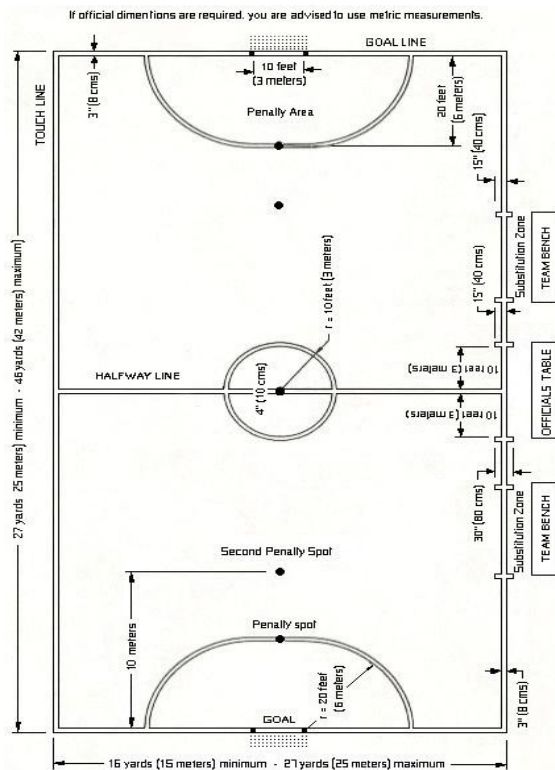 If official dimentions are required, you are advised to use metric measurements.
GOAL LINE
10 feet
(3 meters)
3" (8 cms)
TOUCH LINE
Penally Area
20 feet
(6 meters)
15" (40 cms)
Substitution Zone
TEAM BENCH
15" (40 cms)
r = 10 feet (3 meters)
10 feet (3 meters)
HALFWAY LINE
4" (10 cms)
OFFICIALS TABLE
10 feet (3 meters)
27 yards 25 meters) minimum - 46 yards (42 meters) maximum)
30" (80 cms)
Substitution Zone
TEAM BENCH
Second Penalty Spot
10 meters
Penalty spot
r = 20 feet
(6 meters)
GOAL
3" (8 cms)
16 yards (15 meters) minimum - 27 yards (25 meters) maximum